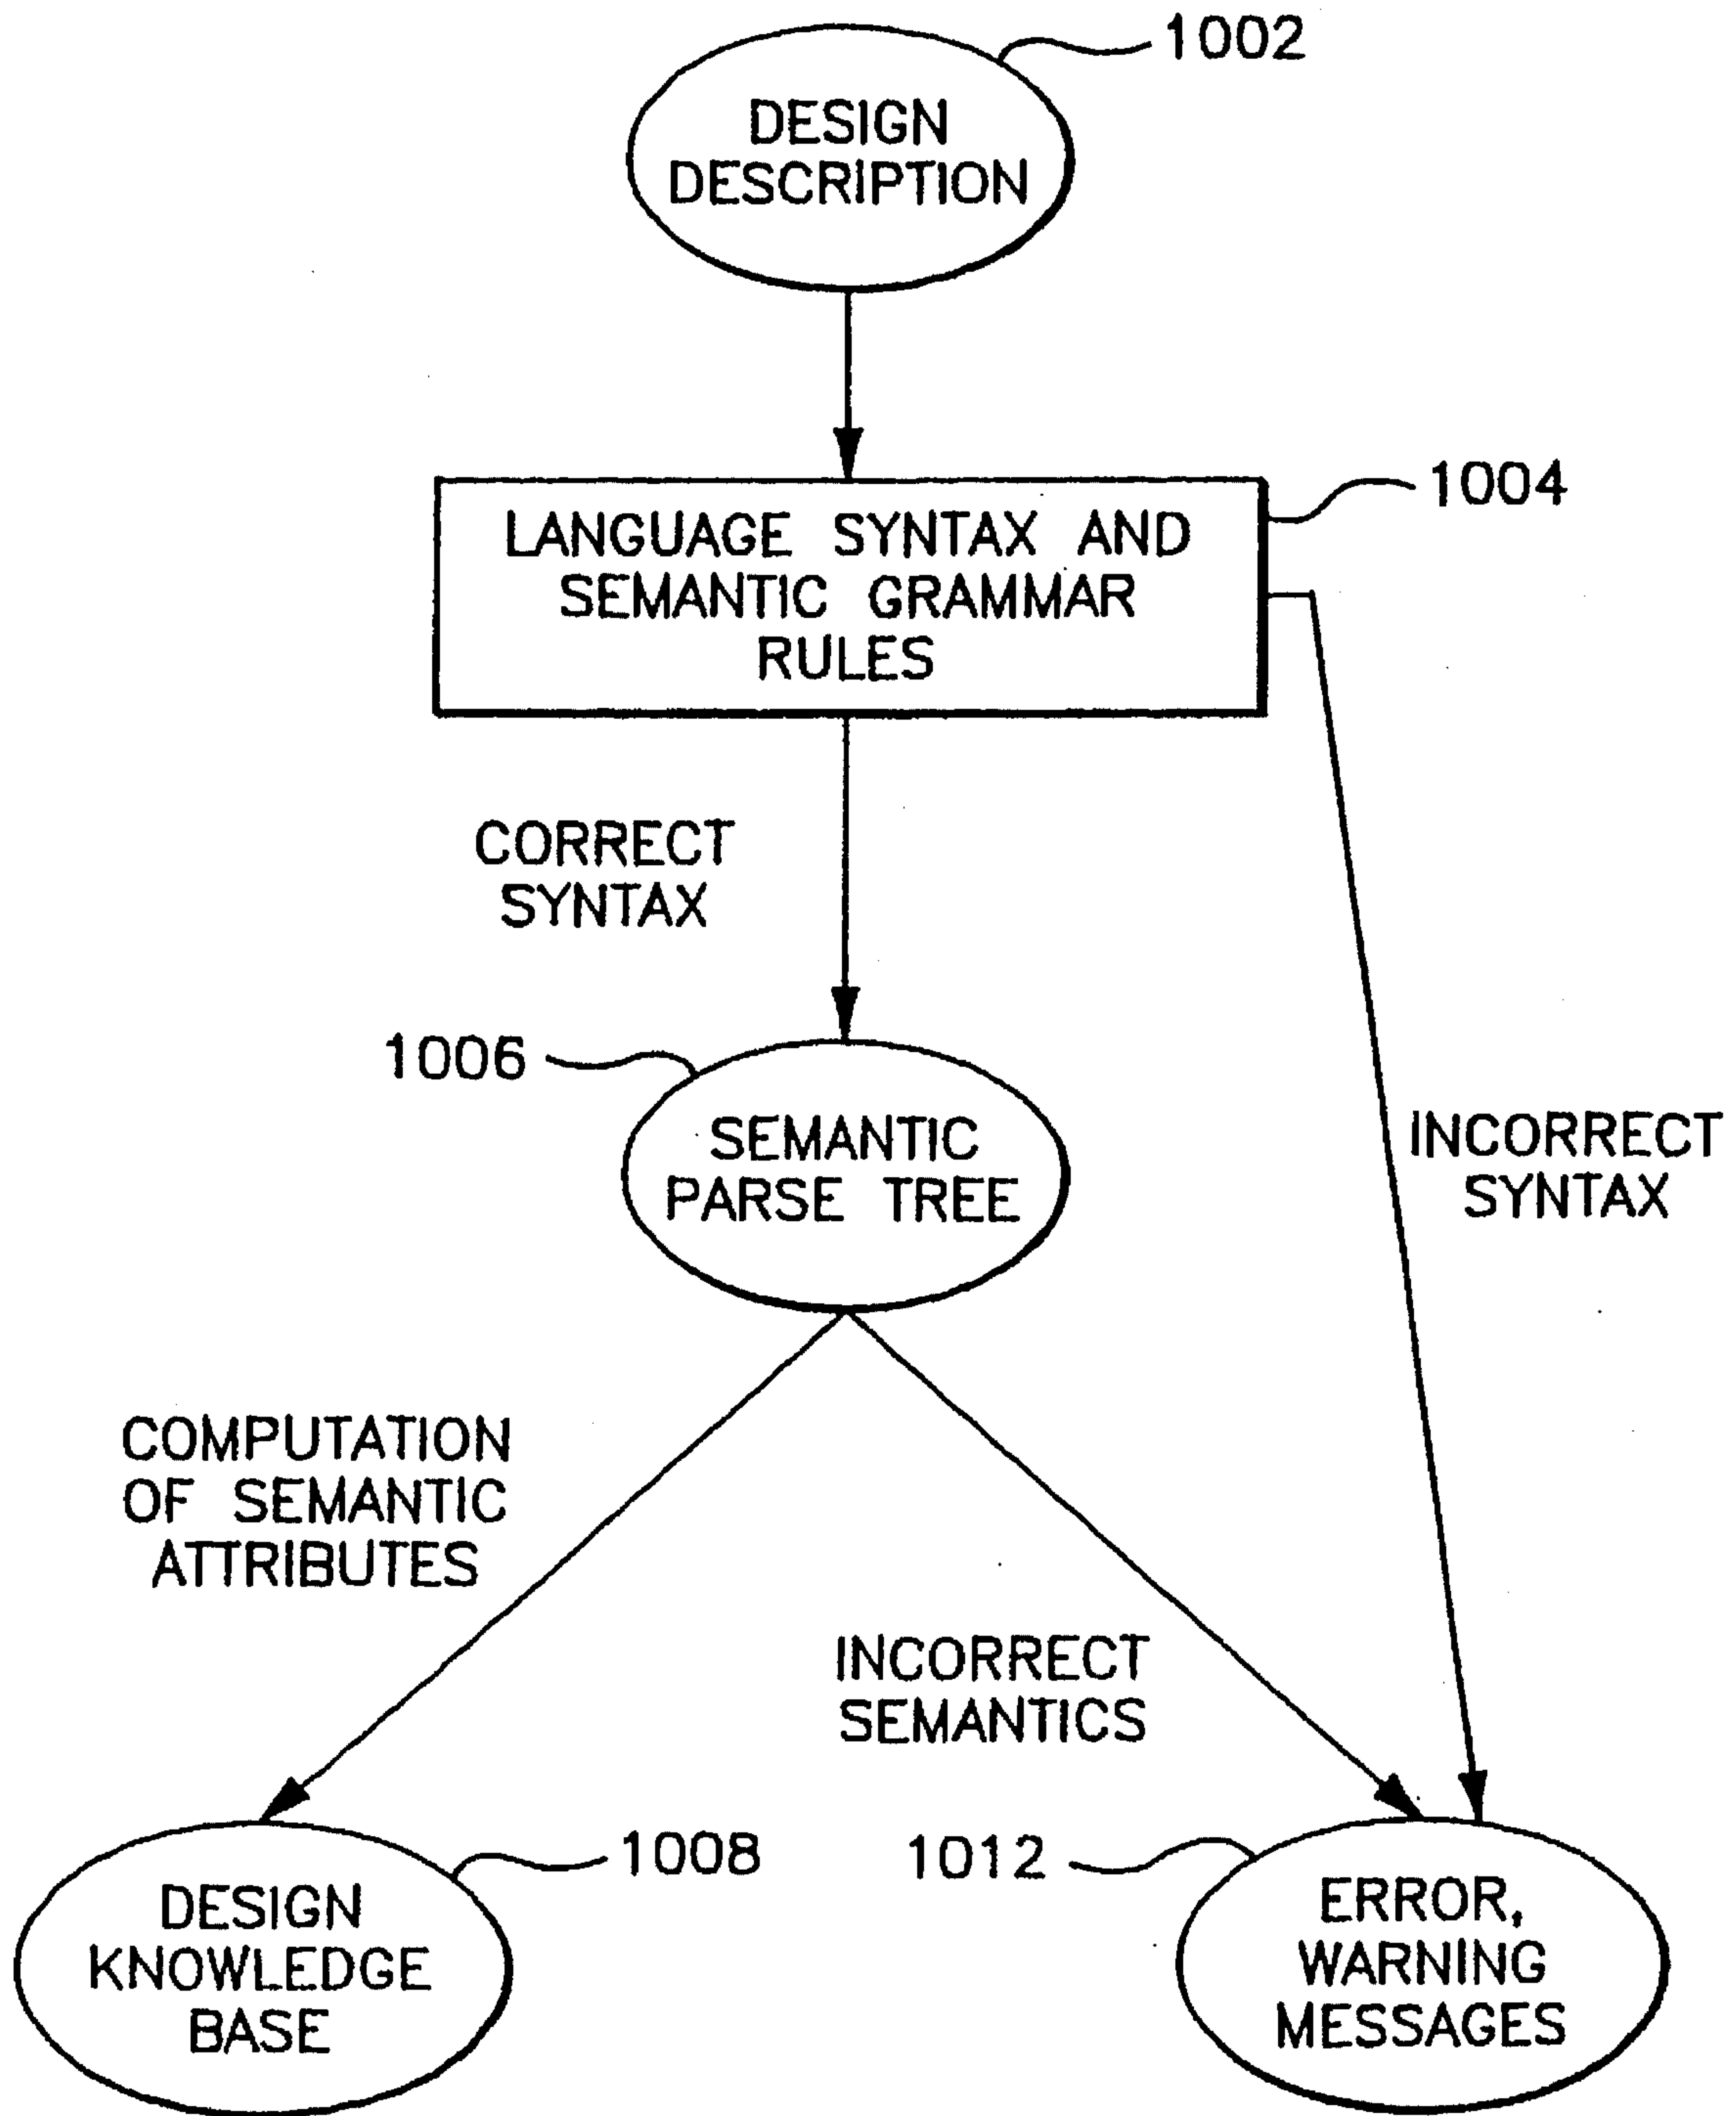 1002
DESIGN
DESCRIPTION
1004
LANGUAGE SYNTAX AND
SEMANTIC GRAMMAR
RULES
CORRECT
SYNTAX
1006
SEMANTIC
PARSE TREE
INCORRECT
SYNTAX
COMPUTATION
OF SEMANTIC
ATTRIBUTES
INCORRECT
SEMANTICS
1008
1012
DESIGN
KNOWLEDGE
BASE
ERROR,
WARNING
MESSAGES